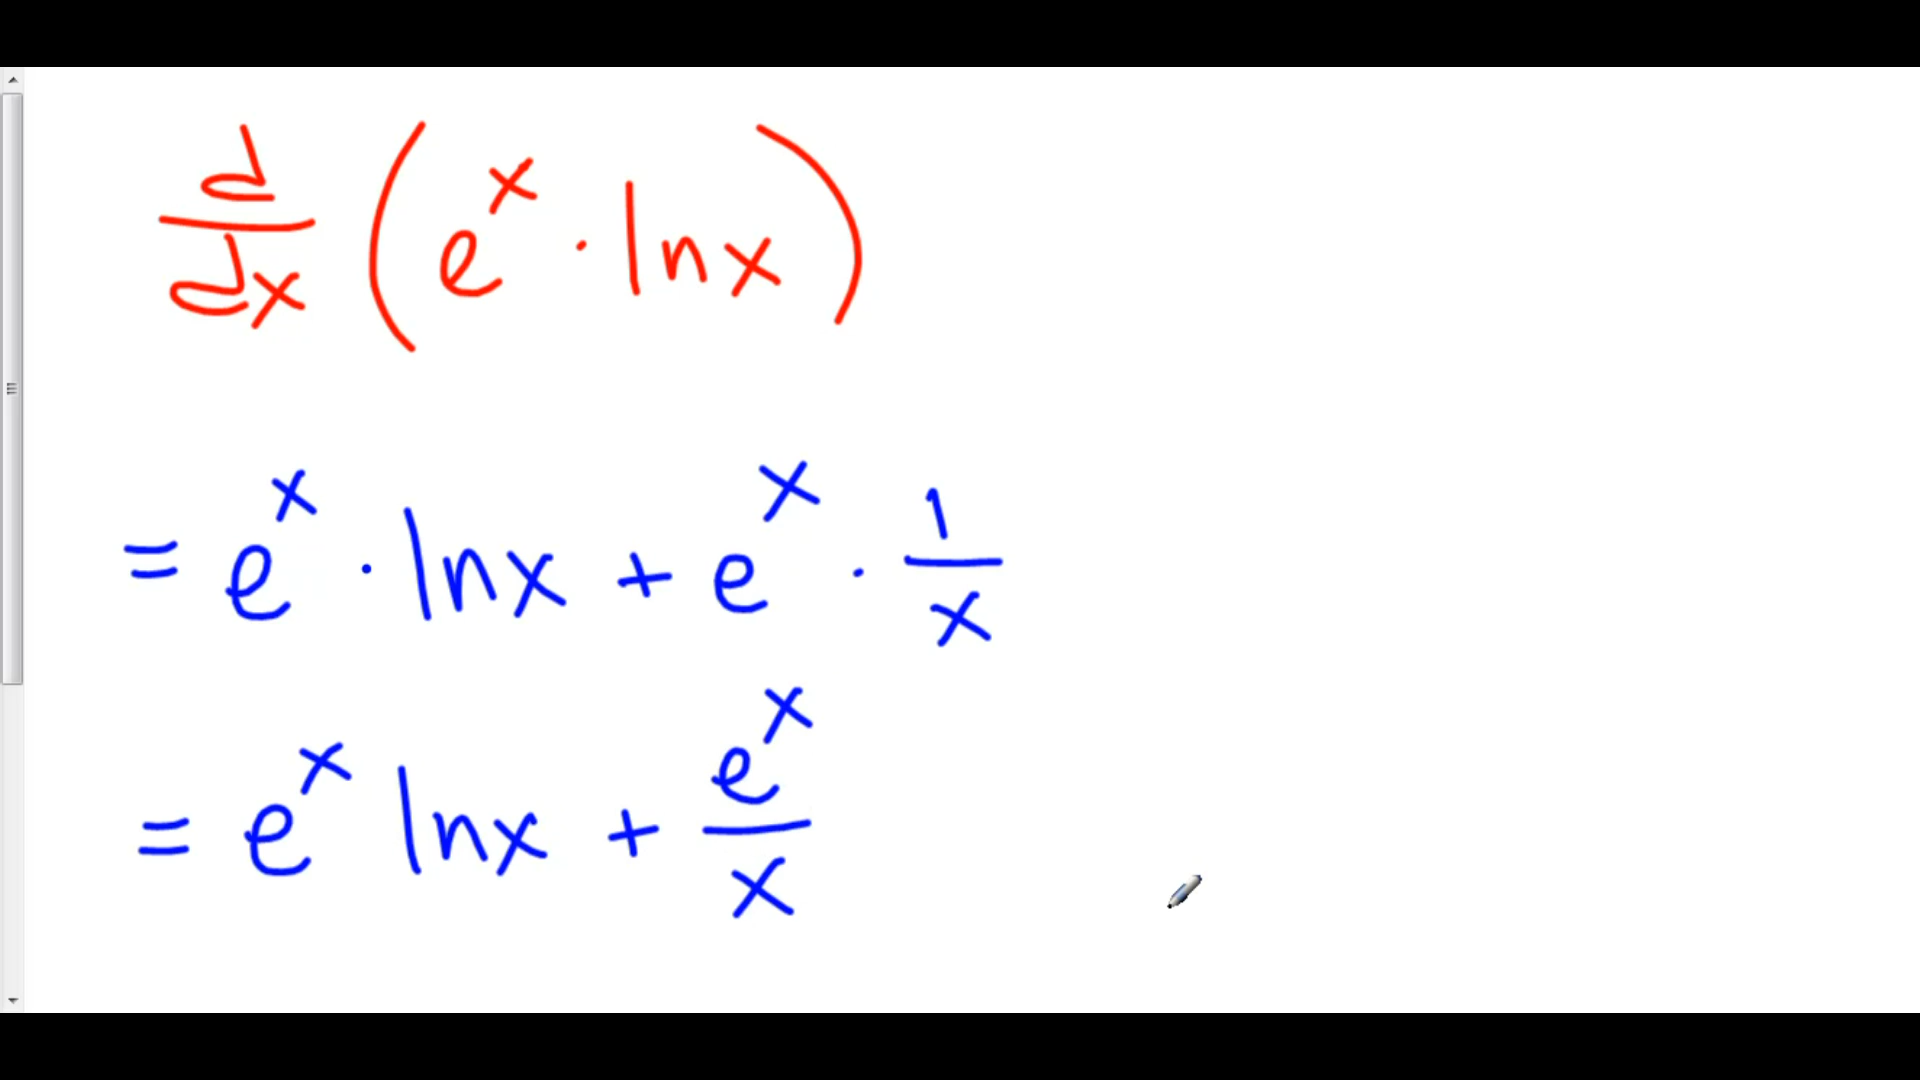 d/dx (e^x · ln x)
= e^x · ln x + e^x · 1/x
= e^x ln x + e^x/x